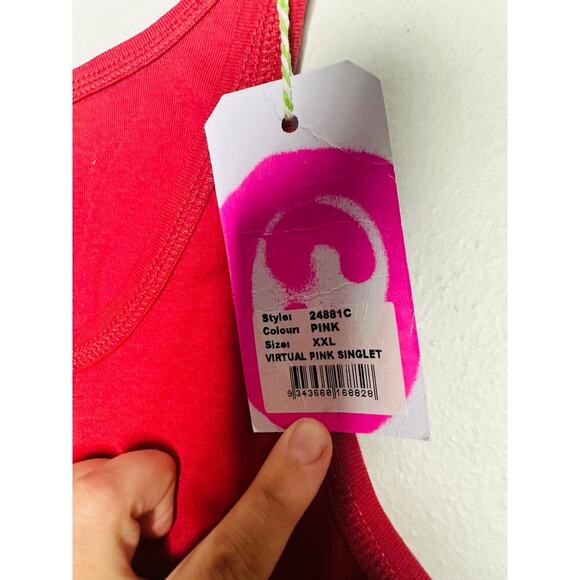 Style: 24881C
Colour: PINK
Size: XXL
VIRTUAL PINK SINGLET
9 343660 168828